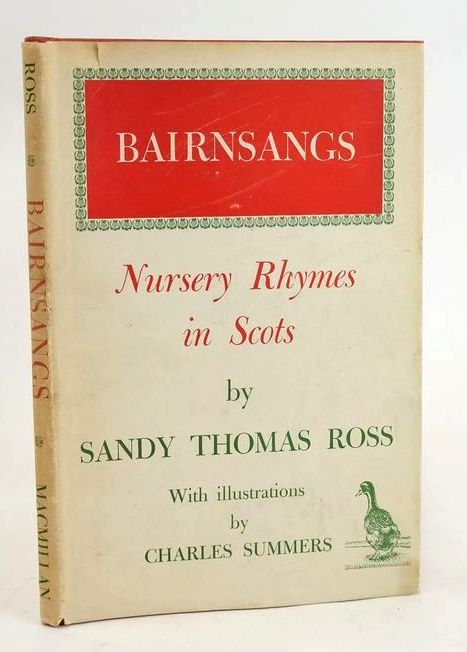 ROSS BAIRNSANGS MACMILLAN
BAIRNSANGS
Nursery Rhymes
in Scots
by
SANDY THOMAS ROSS
With illustrations
by
CHARLES SUMMERS